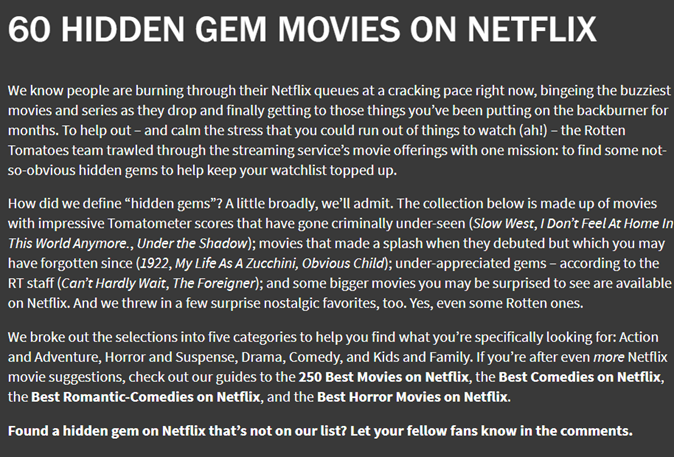 60 HIDDEN GEM MOVIES ON NETFLIX
We know people are burning through their Netflix queues at a cracking pace right now, bingeing the buzziest
movies and series as they drop and finally getting to those things you've been putting on the backburner for
months. To help out – and calm the stress that you could run out of things to watch (ah!) – the Rotten
Tomatoes team trawled through the streaming service's movie offerings with one mission: to find some not-
so-obvious hidden gems to help keep your watchlist topped up.
How did we define “hidden gems”? A little broadly, we'll admit. The collection below is made up of movies
with impressive Tomatometer scores that have gone criminally under-seen (Slow West, I Don't Feel At Home In
This World Anymore., Under the Shadow); movies that made a splash when they debuted but which you may
have forgotten since (1922, My Life As A Zucchini, Obvious Child); under-appreciated gems – according to the
RT staff (Can't Hardly Wait, The Foreigner); and some bigger movies you may be surprised to see are available
on Netflix. And we threw in a few surprise nostalgic favorites, too. Yes, even some Rotten ones.
We broke out the selections into five categories to help you find what you're specifically looking for: Action
and Adventure, Horror and Suspense, Drama, Comedy, and Kids and Family. If you're after even more Netflix
movie suggestions, check out our guides to the 250 Best Movies on Netflix, the Best Comedies on Netflix,
the Best Romantic-Comedies on Netflix, and the Best Horror Movies on Netflix.
Found a hidden gem on Netflix that's not on our list? Let your fellow fans know in the comments.